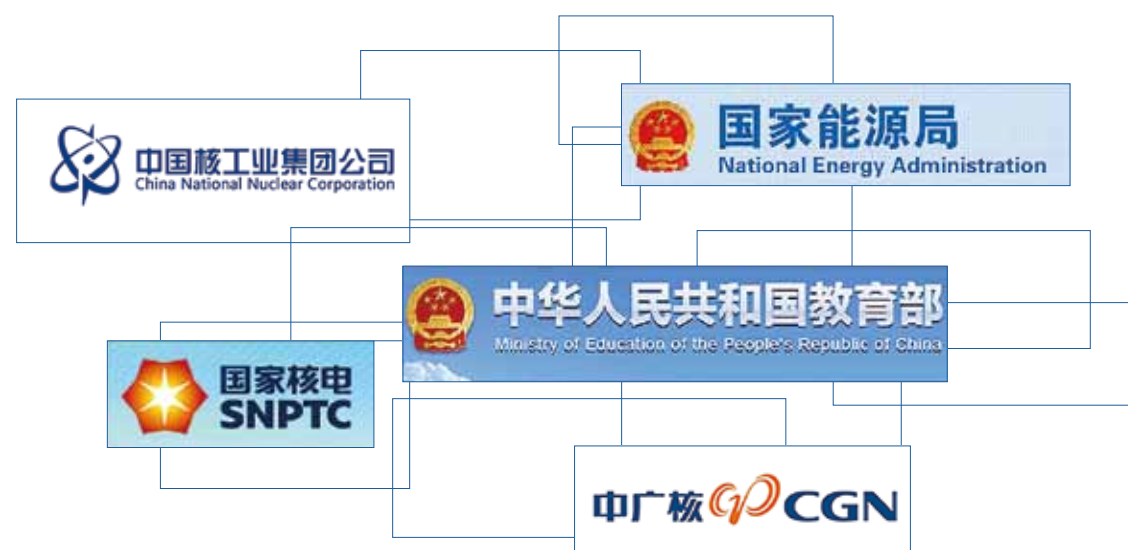 国家能源局
National Energy Administration
中国核工业集团公司
China National Nuclear Corporation
中华人民共和国教育部
Ministry of Education of the People's Republic of China
国家核电
SNPTC
中广核 CGN